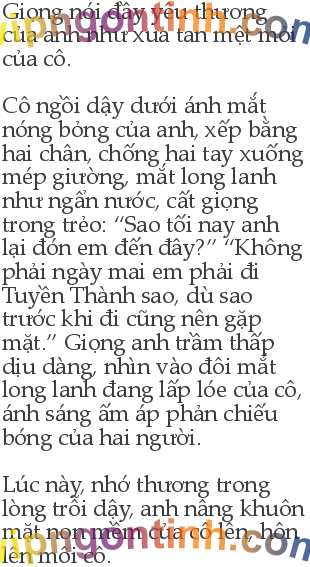 Giọng nói đầy yêu thương
của anh như xua tan mệt mỏi
của cô.
Cô ngồi dậy dưới ánh mắt
nóng bỏng của anh, xếp bằng
hai chân, chống hai tay xuống
mép giường, mắt long lanh
như ngấn nước, cất giọng
trong trẻo: “Sao tối nay anh
lại đón em đến đây?” “Không
phải ngày mai em phải đi
Tuyền Thành sao, dù sao
trước khi đi cũng nên gặp
mặt.” Giọng anh trầm thấp
dịu dàng, nhìn vào đôi mắt
long lanh đang lấp lóe của cô,
ánh sáng ấm áp phản chiếu
bóng của hai người.
Lúc này, nhớ thương trong
lòng trỗi dậy, anh nâng khuôn
mặt non mềm của cô lên, hôn
lên môi cô.
vipngontinh.com
vipngontinh.com